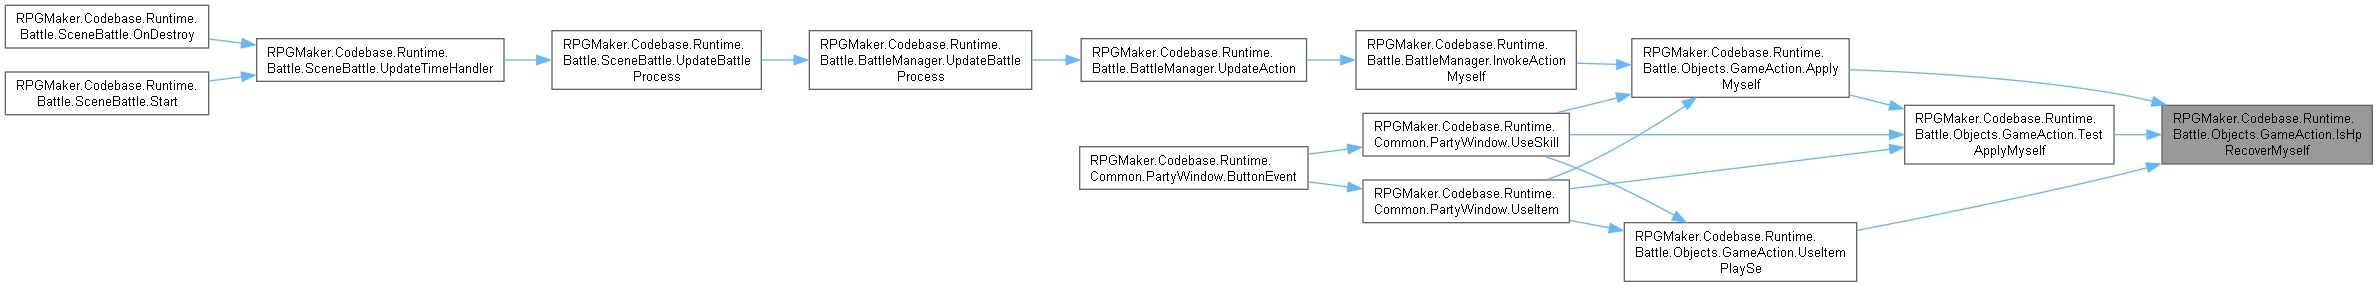 RPGMaker.Codebase.Runtime.
Battle.SceneBattle.OnDestroy
RPGMaker.Codebase.Runtime.
Battle.SceneBattle.Start
RPGMaker.Codebase.Runtime.
Battle.SceneBattle.UpdateTimeHandler
RPGMaker.Codebase.Runtime.
Battle.SceneBattle.UpdateBattle
Process
RPGMaker.Codebase.Runtime.
Battle.BattleManager.UpdateBattle
Process
RPGMaker.Codebase.Runtime.
Battle.BattleManager.UpdateAction
RPGMaker.Codebase.Runtime.
Common.PartyWindow.ButtonEvent
RPGMaker.Codebase.Runtime.
Battle.BattleManager.InvokeAction
Myself
RPGMaker.Codebase.Runtime.
Common.PartyWindow.UseSkill
RPGMaker.Codebase.Runtime.
Common.PartyWindow.UseItem
RPGMaker.Codebase.Runtime.
Battle.Objects.GameAction.Apply
Myself
RPGMaker.Codebase.Runtime.
Battle.Objects.GameAction.UseItem
PlaySe
RPGMaker.Codebase.Runtime.
Battle.Objects.GameAction.Test
ApplyMyself
RPGMaker.Codebase.Runtime.
Battle.Objects.GameAction.IsHp
RecoverMyself